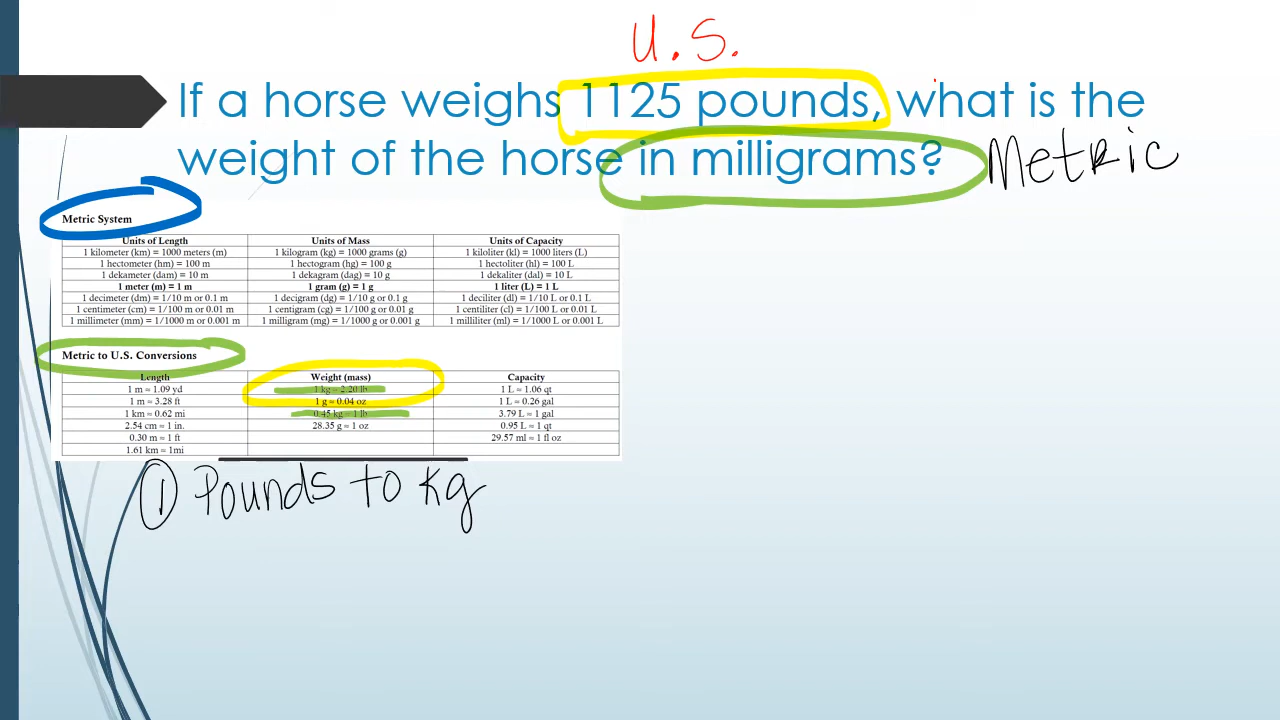 U.S.
If a horse weighs 1125 pounds, what is the
weight of the horse in milligrams?
Metric
Metric System
Units of Length Units of Mass Units of Capacity
1 kilometer (km) = 1000 meters (m) 1 kilogram (kg) = 1000 grams (g) 1 kiloliter (kl) = 1000 liters (L)
1 hectometer (hm) = 100 m 1 hectogram (hg) = 100 g 1 hectoliter (hl) = 100 L
1 dekameter (dam) = 10 m 1 dekagram (dag) = 10 g 1 dekaliter (dal) = 10 L
1 meter (m) = 1 m 1 gram (g) = 1 g 1 liter (L) = 1 L
1 decimeter (dm) = 1/10 m or 0.1 m 1 decigram (dg) = 1/10 g or 0.1 g 1 deciliter (dl) = 1/10 L or 0.1 L
1 centimeter (cm) = 1/100 m or 0.01 m 1 centigram (cg) = 1/100 g or 0.01 g 1 centiliter (cl) = 1/100 L or 0.01 L
1 millimeter (mm) = 1/1000 m or 0.001 m 1 milligram (mg) = 1/1000 g or 0.001 g 1 milliliter (ml) = 1/1000 L or 0.001 L
Metric to U.S. Conversions
Length Weight (mass) Capacity
1 m ≈ 1.09 yd 1 kg ≈ 2.20 lb 1 L ≈ 1.06 qt
1 m ≈ 3.28 ft 1 g ≈ 0.04 oz 1 L ≈ 0.26 gal
1 km ≈ 0.62 mi 0.45 kg ≈ 1 lb 3.79 L ≈ 1 gal
2.54 cm ≈ 1 in. 28.35 g ≈ 1 oz 0.95 L ≈ 1 qt
0.30 m ≈ 1 ft 29.57 ml ≈ 1 fl oz
1.61 km ≈ 1mi
① Pounds to kg